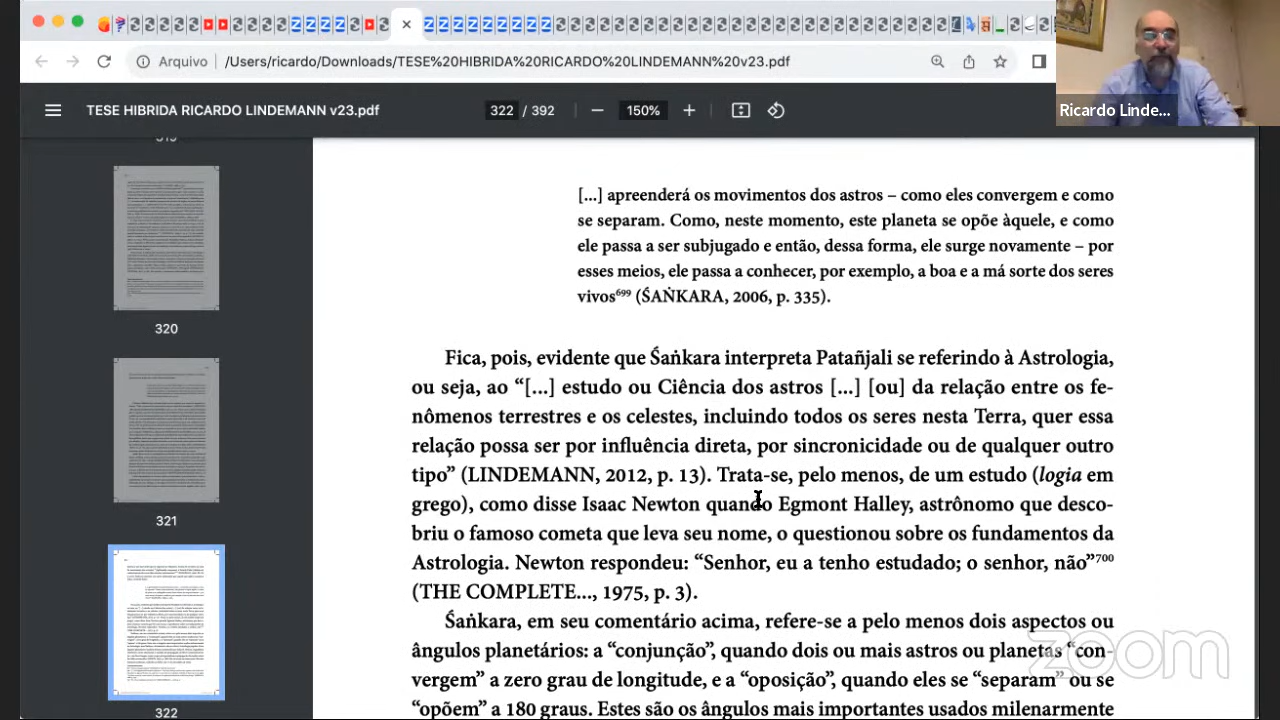 Arquivo /Users/ricardo/Downloads/TESE%20HIBRIDA%20RICARDO%20LINDEMANN%20v23.pdf
TESE HIBRIDA RICARDO LINDEMANN v23.pdf 322 / 392 150%
Ricardo Linde...
319
320
321
322
[...] apreenderá os movimentos dos astros – como eles convergem e como
se separam. Como, neste momento, este planeta se opõe àquele, e como
ele passa a ser subjugado e então, dessa forma, ele surge novamente – por
esses meios, ele passa a conhecer, por exemplo, a boa e a má sorte dos seres
vivos⁶⁹⁹ (ŚAṄKARA, 2006, p. 335).
Fica, pois, evidente que Śaṅkara interpreta Patañjali se referindo à Astrologia,
ou seja, ao “[...] estudo ou Ciência dos astros [...] [ou] da relação entre os fe-
nômenos terrestres e os celestes, incluindo todos os seres nesta Terra, quer essa
relação possa ser por influência direta, por sincronicidade ou de qualquer outro
tipo” (LINDEMANN, 2012, p. 13). Trata-se, pelo menos, de um estudo (logia em
grego), como disse Isaac Newton quando Egmont Halley, astrônomo que desco-
briu o famoso cometa que leva seu nome, o questionou sobre os fundamentos da
Astrologia. Newton respondeu: “Senhor, eu a tenho estudado, o senhor, não”⁷⁰⁰
(THE COMPLETE..., 1975, p. 3).
Śaṅkara, em seu comentário acima, refere-se a pelo menos dois aspectos ou
ângulos planetários: a “conjunção”, quando dois ou mais astros ou planetas “con-
vergem” a zero grau de longitude, e a “oposição”, quando eles se “separam” ou se
“opõem” a 180 graus. Estes são os ângulos mais importantes usados milenarmente
zoom